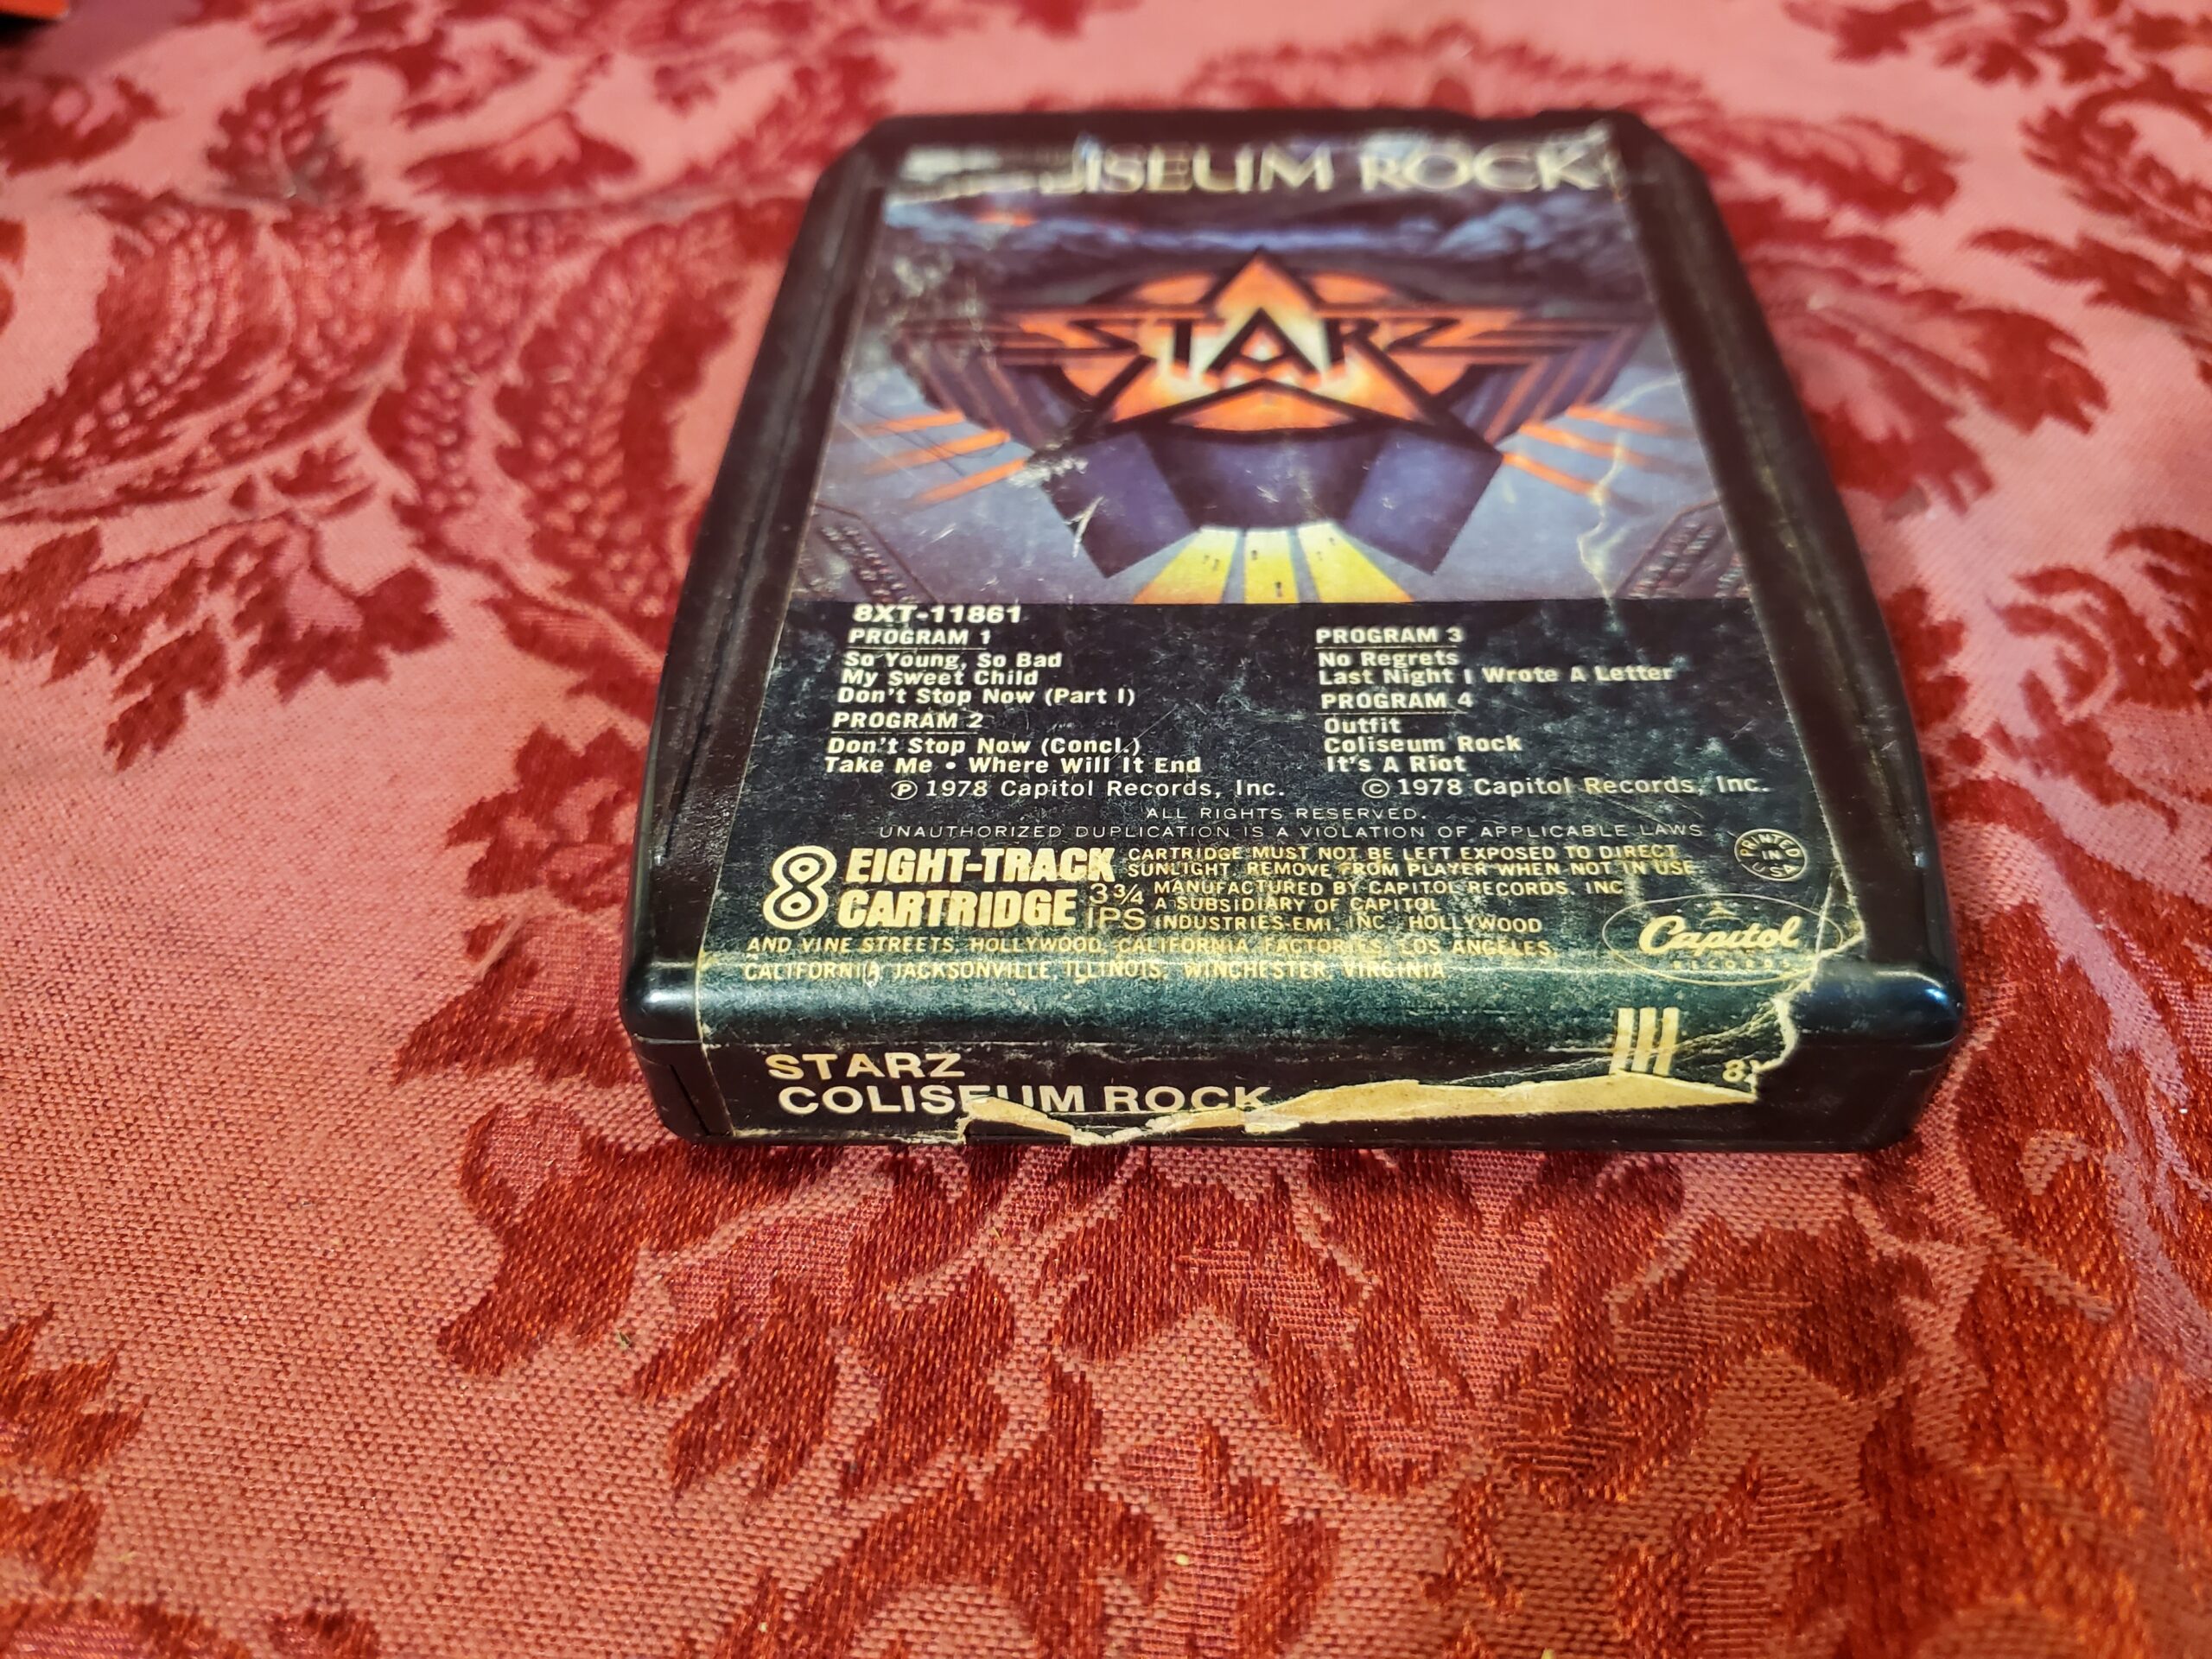 ISEUM ROCK
STARZ
8XT-11861
PROGRAM 1
So Young, So Bad
My Sweet Child
Don't Stop Now (Part I)
PROGRAM 2
Don't Stop Now (Concl.)
Take Me • Where Will It End
PROGRAM 3
No Regrets
Last Night I Wrote A Letter
PROGRAM 4
Outfit
Coliseum Rock
It's A Riot
Ⓟ 1978 Capitol Records, Inc. © 1978 Capitol Records, Inc.
ALL RIGHTS RESERVED.
UNAUTHORIZED DUPLICATION IS A VIOLATION OF APPLICABLE LAWS
PRINTED
IN
USA
8 EIGHT-TRACK
CARTRIDGE
3¾
IPS
CARTRIDGE MUST NOT BE LEFT EXPOSED TO DIRECT
SUNLIGHT. REMOVE FROM PLAYER WHEN NOT IN USE
MANUFACTURED BY CAPITOL RECORDS, INC
A SUBSIDIARY OF CAPITOL
INDUSTRIES-EMI, INC., HOLLYWOOD
AND VINE STREETS, HOLLYWOOD, CALIFORNIA FACTORIES, LOS ANGELES,
CALIFORNIA, JACKSONVILLE, ILLINOIS, WINCHESTER, VIRGINIA
Capitol
RECORDS
STARZ
COLISEUM ROCK
8X